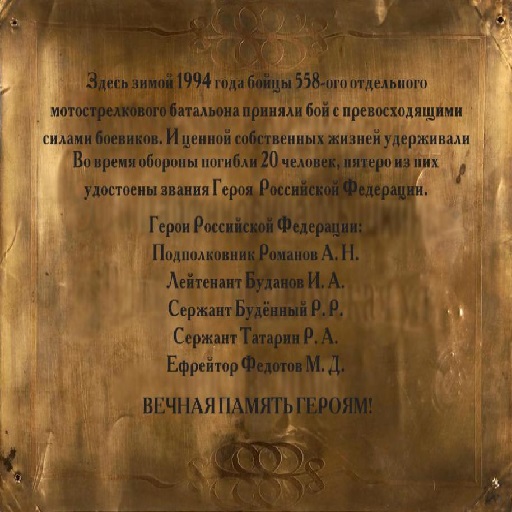 Здесь зимой 1994 года бойцы 558-ого отдельного
мотострелкового батальона приняли бой с превосходящими
силами боевиков. И ценной собственных жизней удерживали
Во время обороны погибли 20 человек, пятеро из них
удостоены звания Героя Российской Федерации.
Герои Российской Федерации:
Подполковник Романов А. Н.
Лейтенант Буданов И. А.
Сержант Будённый Р. Р.
Сержант Татарин Р. А.
Ефрейтор Федотов М. Д.
ВЕЧНАЯ ПАМЯТЬ ГЕРОЯМ!